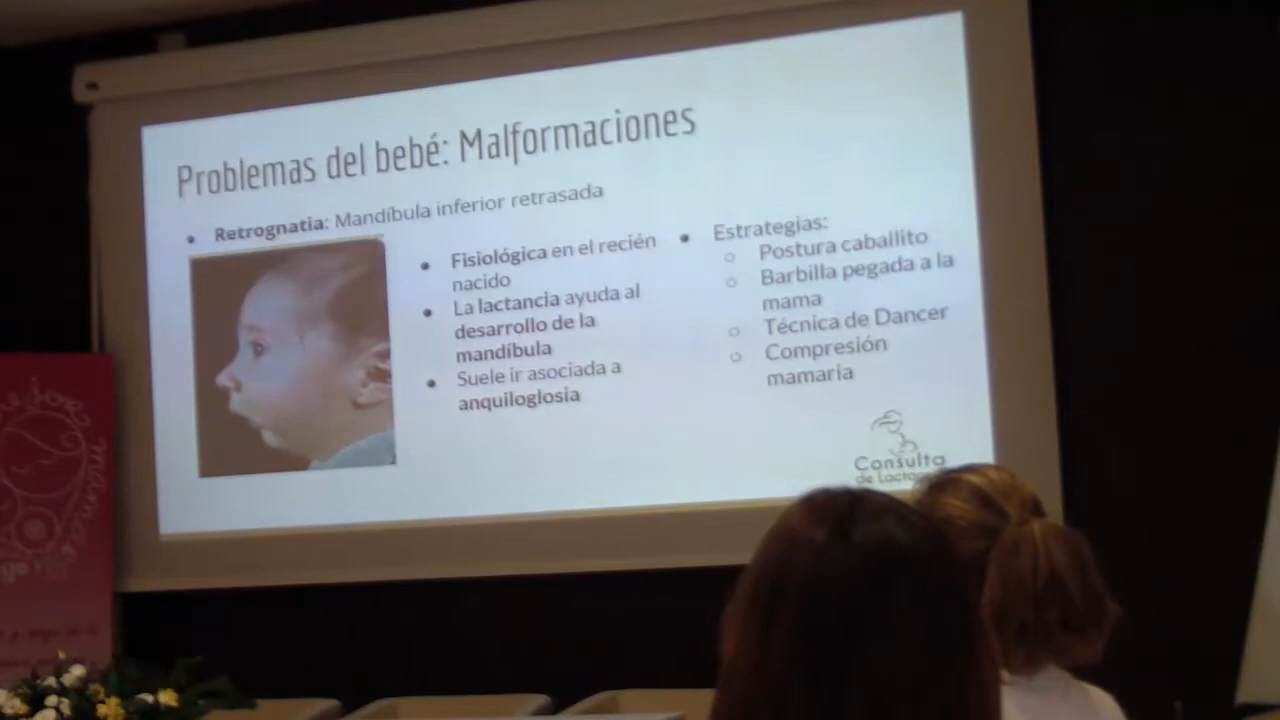 Problemas del bebé: Malformaciones
Retrognatia: Mandíbula inferior retrasada
Fisiológica en el recién
nacido
La lactancia ayuda al
desarrollo de la
mandíbula
Suele ir asociada a
anquiloglosia
Estrategias:
Postura caballito
Barbilla pegada a la
mama
Técnica de Dancer
Compresión
mamaria
Consulta
de